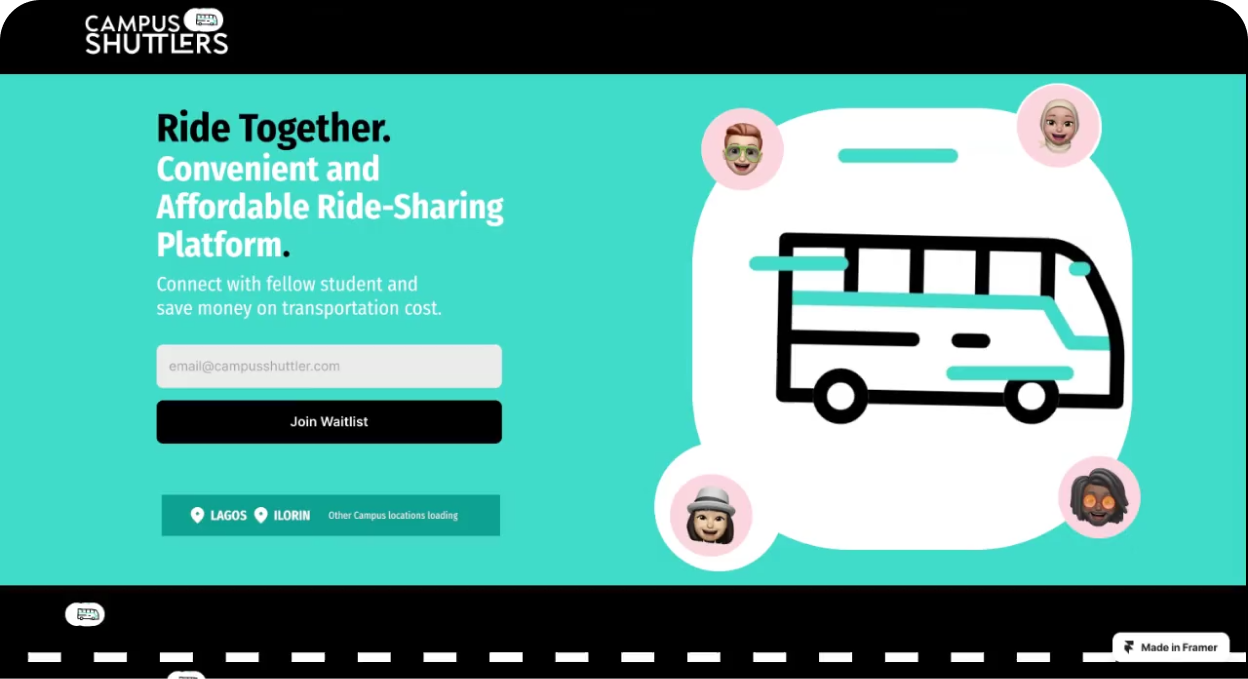 CAMPUS
SHUTTLERS
Ride Together.
Convenient and
Affordable Ride-Sharing
Platform.
Connect with fellow student and
save money on transportation cost.
email@campusshuttler.com
Join Waitlist
LAGOS ILORIN Other Campus locations loading
Made in Framer